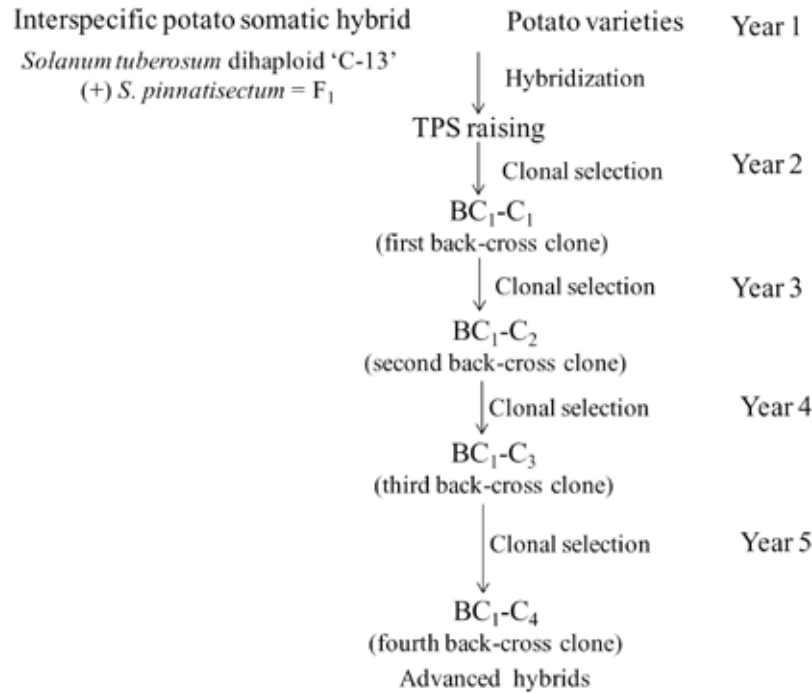 Interspecific potato somatic hybrid Potato varieties Year 1
Solanum tuberosum dihaploid ‘C-13’
(+) S. pinnatisectum = F₁
Hybridization
TPS raising
Clonal selection Year 2
BC₁-C₁
(first back-cross clone)
Clonal selection Year 3
BC₁-C₂
(second back-cross clone)
Clonal selection Year 4
BC₁-C₃
(third back-cross clone)
Clonal selection Year 5
BC₁-C₄
(fourth back-cross clone)
Advanced hybrids